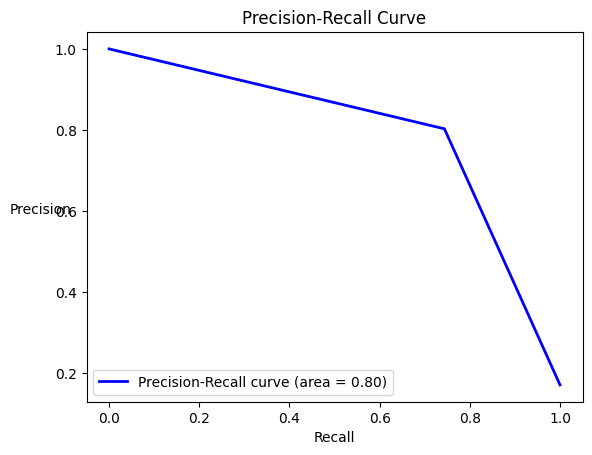 Precision-Recall Curve
1.0
0.8
Precision
0.6
0.4
0.2
Precision-Recall curve (area = 0.80)
0.0 0.2 0.4 0.6 0.8 1.0
Recall